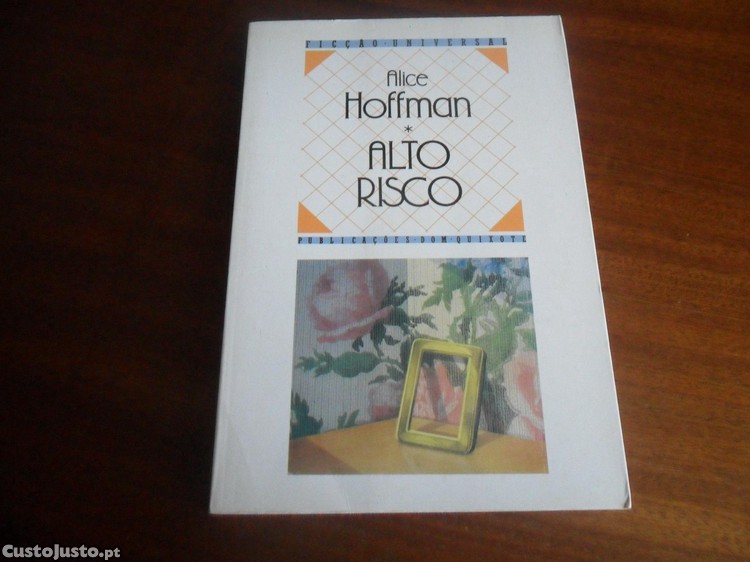 FICÇÃO·UNIVERSAL
Alice
Hoffman
*
ALTO
RISCO
PUBLICAÇÕES·DOM·QUIXOTE
CustoJusto.pt